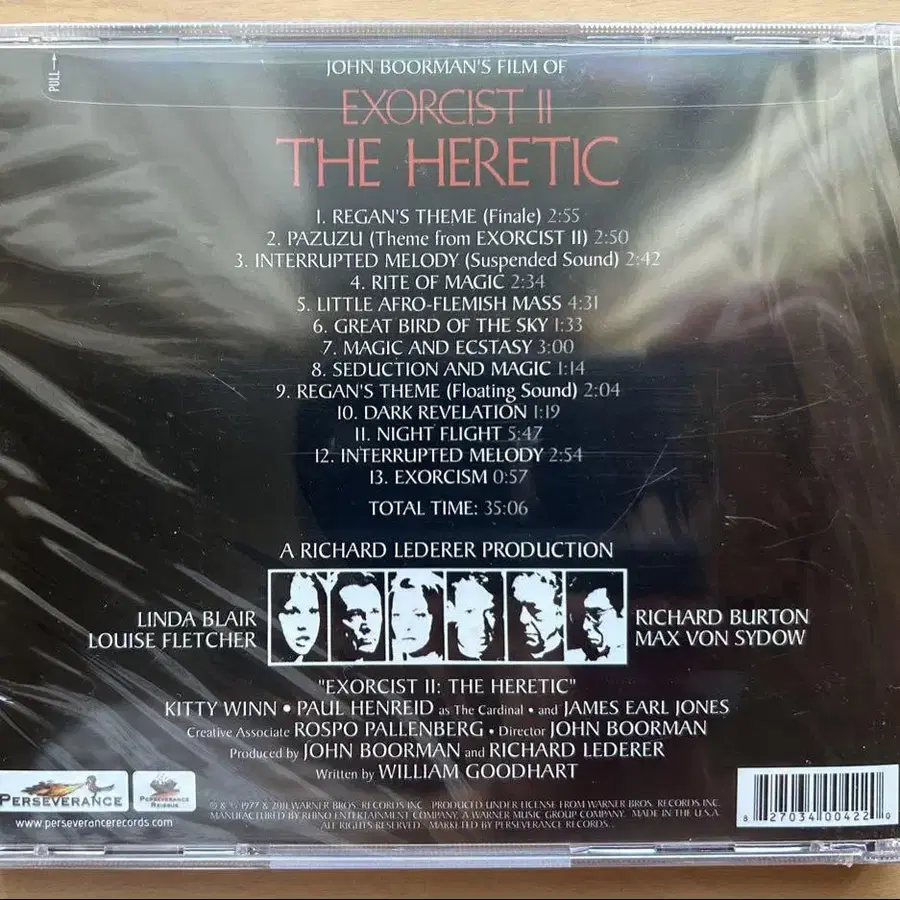 PULL→
JOHN BOORMAN'S FILM OF
EXORCIST II
THE HERETIC
1. REGAN'S THEME (Finale) 2:55
2. PAZUZU (Theme from EXORCIST II) 2:50
3. INTERRUPTED MELODY (Suspended Sound) 2:42
4. RITE OF MAGIC 2:34
5. LITTLE AFRO-FLEMISH MASS 4:31
6. GREAT BIRD OF THE SKY 1:33
7. MAGIC AND ECSTASY 3:00
8. SEDUCTION AND MAGIC 1:14
9. REGAN'S THEME (Floating Sound) 2:04
10. DARK REVELATION 1:19
11. NIGHT FLIGHT 5:47
12. INTERRUPTED MELODY 2:54
13. EXORCISM 0:57
TOTAL TIME: 35:06
A RICHARD LEDERER PRODUCTION
LINDA BLAIR
LOUISE FLETCHER
RICHARD BURTON
MAX VON SYDOW
"EXORCIST II: THE HERETIC"
KITTY WINN • PAUL HENREID as The Cardinal • and JAMES EARL JONES
Creative Associate ROSPO PALLENBERG • Director JOHN BOORMAN
Produced by JOHN BOORMAN and RICHARD LEDERER
Written by WILLIAM GOODHART
PERSEVERANCE
PERSEVERANCE
REISSUE
www.perseverancerecords.com
℗ & © 1977 & 2011 WARNER BROS. RECORDS INC. PRODUCED UNDER LICENSE FROM WARNER BROS. RECORDS INC.
MANUFACTURED BY RHINO ENTERTAINMENT COMPANY, A WARNER MUSIC GROUP COMPANY. MADE IN THE U.S.A.
ALL RIGHTS RESERVED. MARKETED BY PERSEVERANCE RECORDS.
8 27034 00422 0